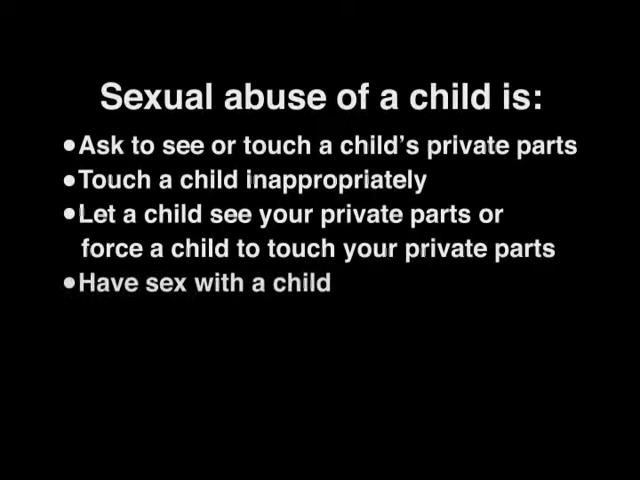 Sexual abuse of a child is:
•Ask to see or touch a child's private parts
•Touch a child inappropriately
•Let a child see your private parts or
force a child to touch your private parts
•Have sex with a child